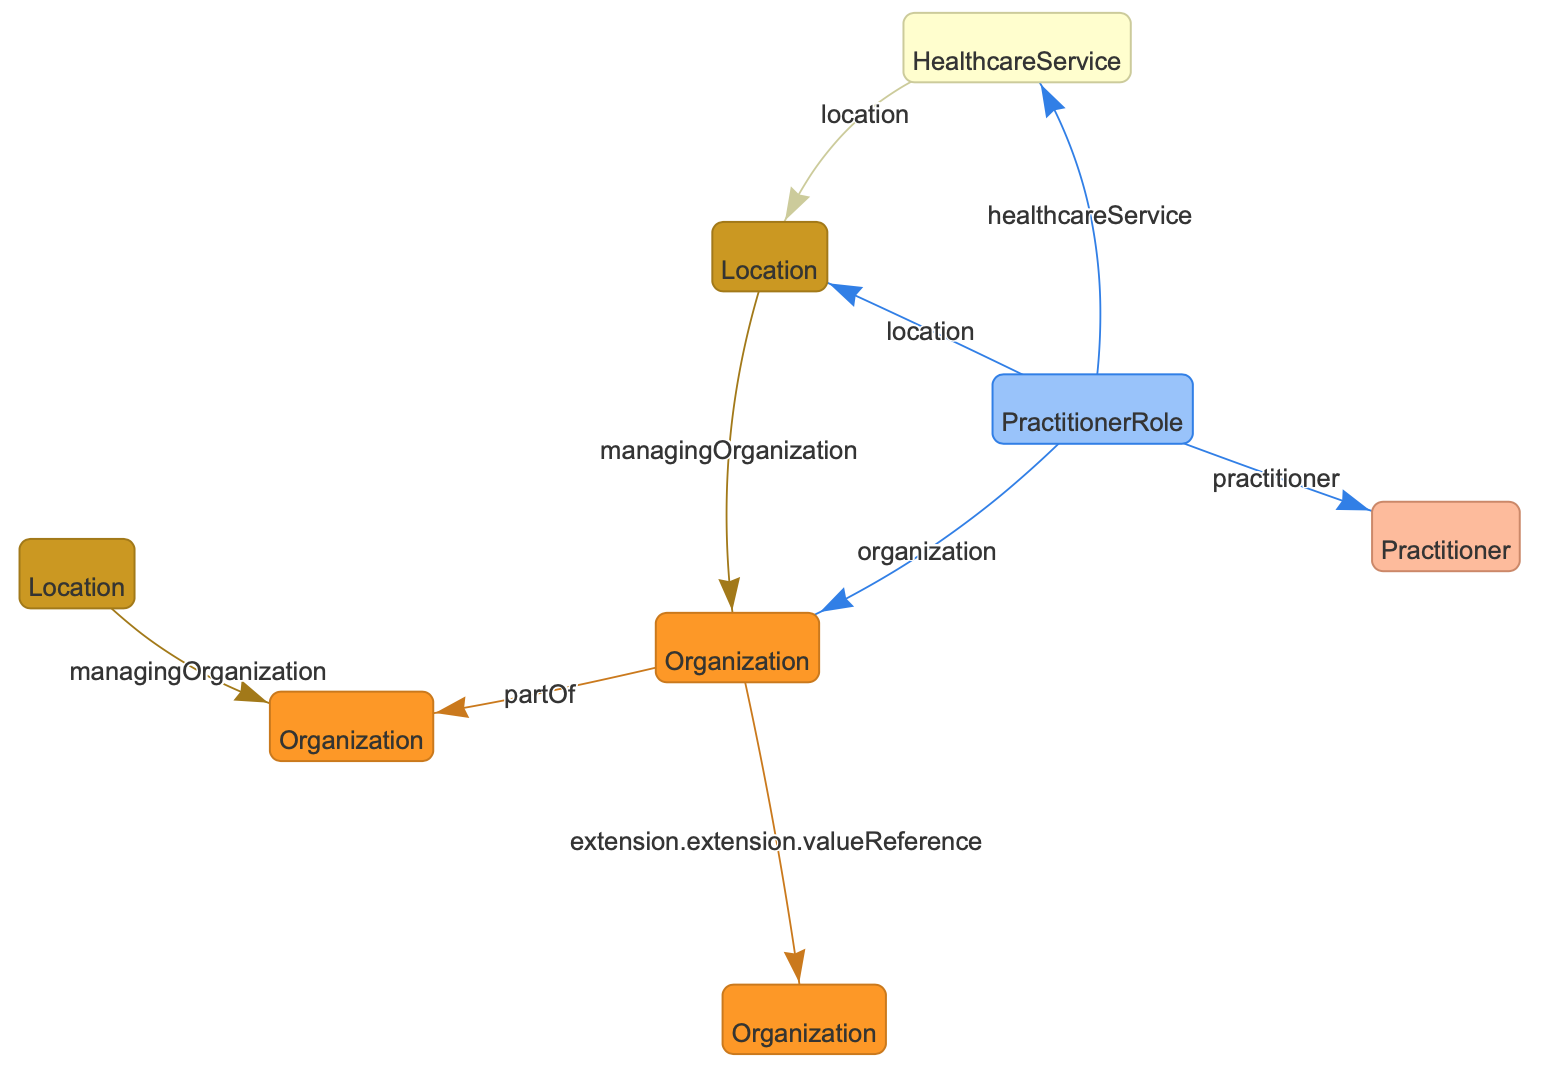 HealthcareService
location
healthcareService
Location
location
PractitionerRole
managingOrganization
practitioner
organization
Practitioner
Location
Organization
managingOrganization
partOf
Organization
extension.extension.valueReference
Organization